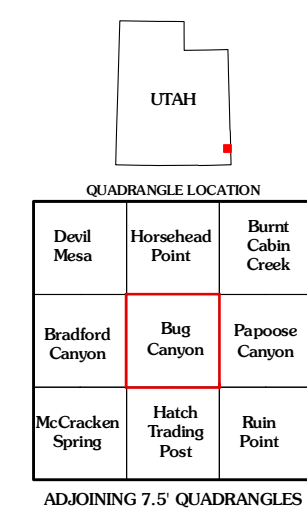 UTAH
QUADRANGLE LOCATION
Devil
Mesa
Horsehead
Point
Burnt
Cabin
Creek
Bradford
Canyon
Bug
Canyon
Papoose
Canyon
McCracken
Spring
Hatch
Trading
Post
Ruin
Point
ADJOINING 7.5' QUADRANGLES